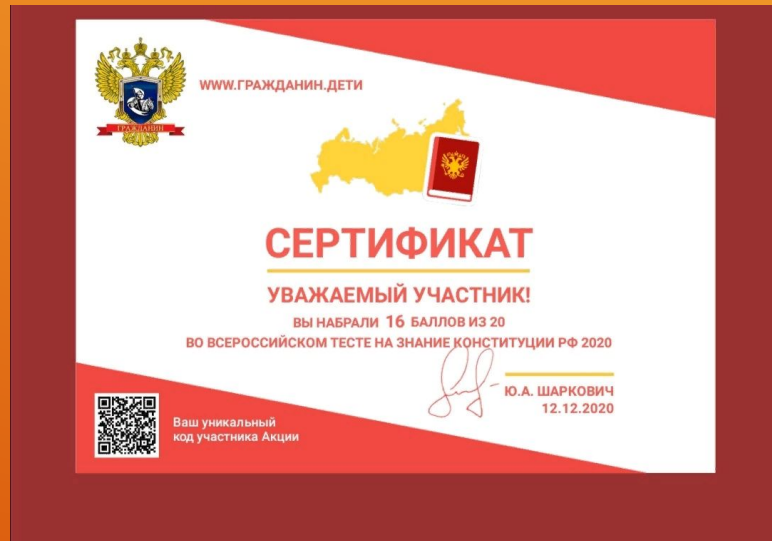 WWW.ГРАЖДАНИН.ДЕТИ
ГРАЖДАНИН
СЕРТИФИКАТ
УВАЖАЕМЫЙ УЧАСТНИК!
ВЫ НАБРАЛИ 16 БАЛЛОВ ИЗ 20
ВО ВСЕРОССИЙСКОМ ТЕСТЕ НА ЗНАНИЕ КОНСТИТУЦИИ РФ 2020
Ю.А. ШАРКОВИЧ
12.12.2020
Ваш уникальный
код участника Акции